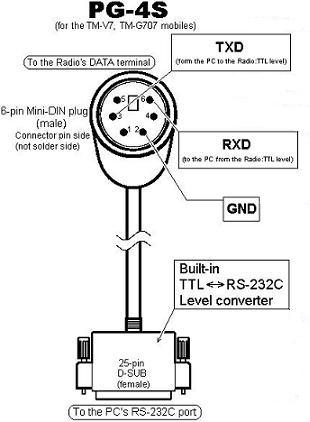 PG-4S
(for the TM-V7, TM-G707 mobiles)
TXD
(form the PC to the Radio:TTL level)
To the Radio's DATA terminal
5 6
3 4
1 2
6-pin Mini-DIN plug
(male)
Connector pin side
(not solder side)
RXD
(to the PC from the Radio:TTL level)
GND
Built-in
TTL ↔ RS-232C
Level converter
25-pin
D-SUB
(female)
To the PC's RS-232C port